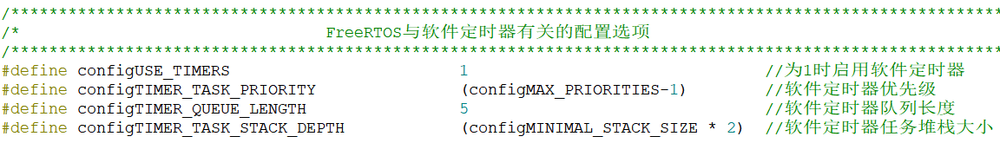 /***************************************************************************************************************
/*                                FreeRTOS与软件定时器有关的配置选项
/***************************************************************************************************************
#define configUSE_TIMERS                        1                               //为1时启用软件定时器
#define configTIMER_TASK_PRIORITY               (configMAX_PRIORITIES-1)        //软件定时器优先级
#define configTIMER_QUEUE_LENGTH                5                               //软件定时器队列长度
#define configTIMER_TASK_STACK_DEPTH            (configMINIMAL_STACK_SIZE * 2)  //软件定时器任务堆栈大小